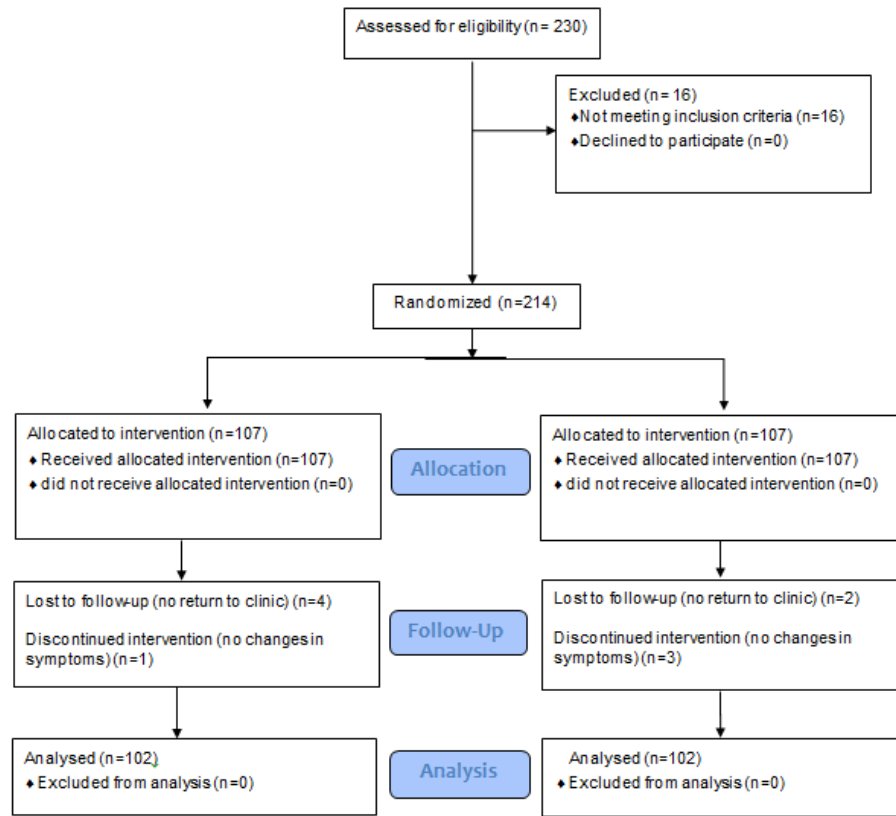 Assessed for eligibility (n= 230)
Excluded (n= 16)
♦Not meeting inclusion criteria (n=16)
♦Declined to participate (n=0)
Randomized (n=214)
Allocated to intervention (n=107)
♦ Received allocated intervention (n=107)
♦ did not receive allocated intervention (n=0)
Allocation
Allocated to intervention (n=107)
♦ Received allocated intervention (n=107)
♦ did not receive allocated intervention (n=0)
Lost to follow-up (no return to clinic) (n=4)
Discontinued intervention (no changes in
symptoms) (n=1)
Follow-Up
Lost to follow-up (no return to clinic) (n=2)
Discontinued intervention (no changes in
symptoms) (n=3)
Analysed (n=102)
♦ Excluded from analysis (n=0)
Analysis
Analysed (n=102)
♦ Excluded from analysis (n=0)